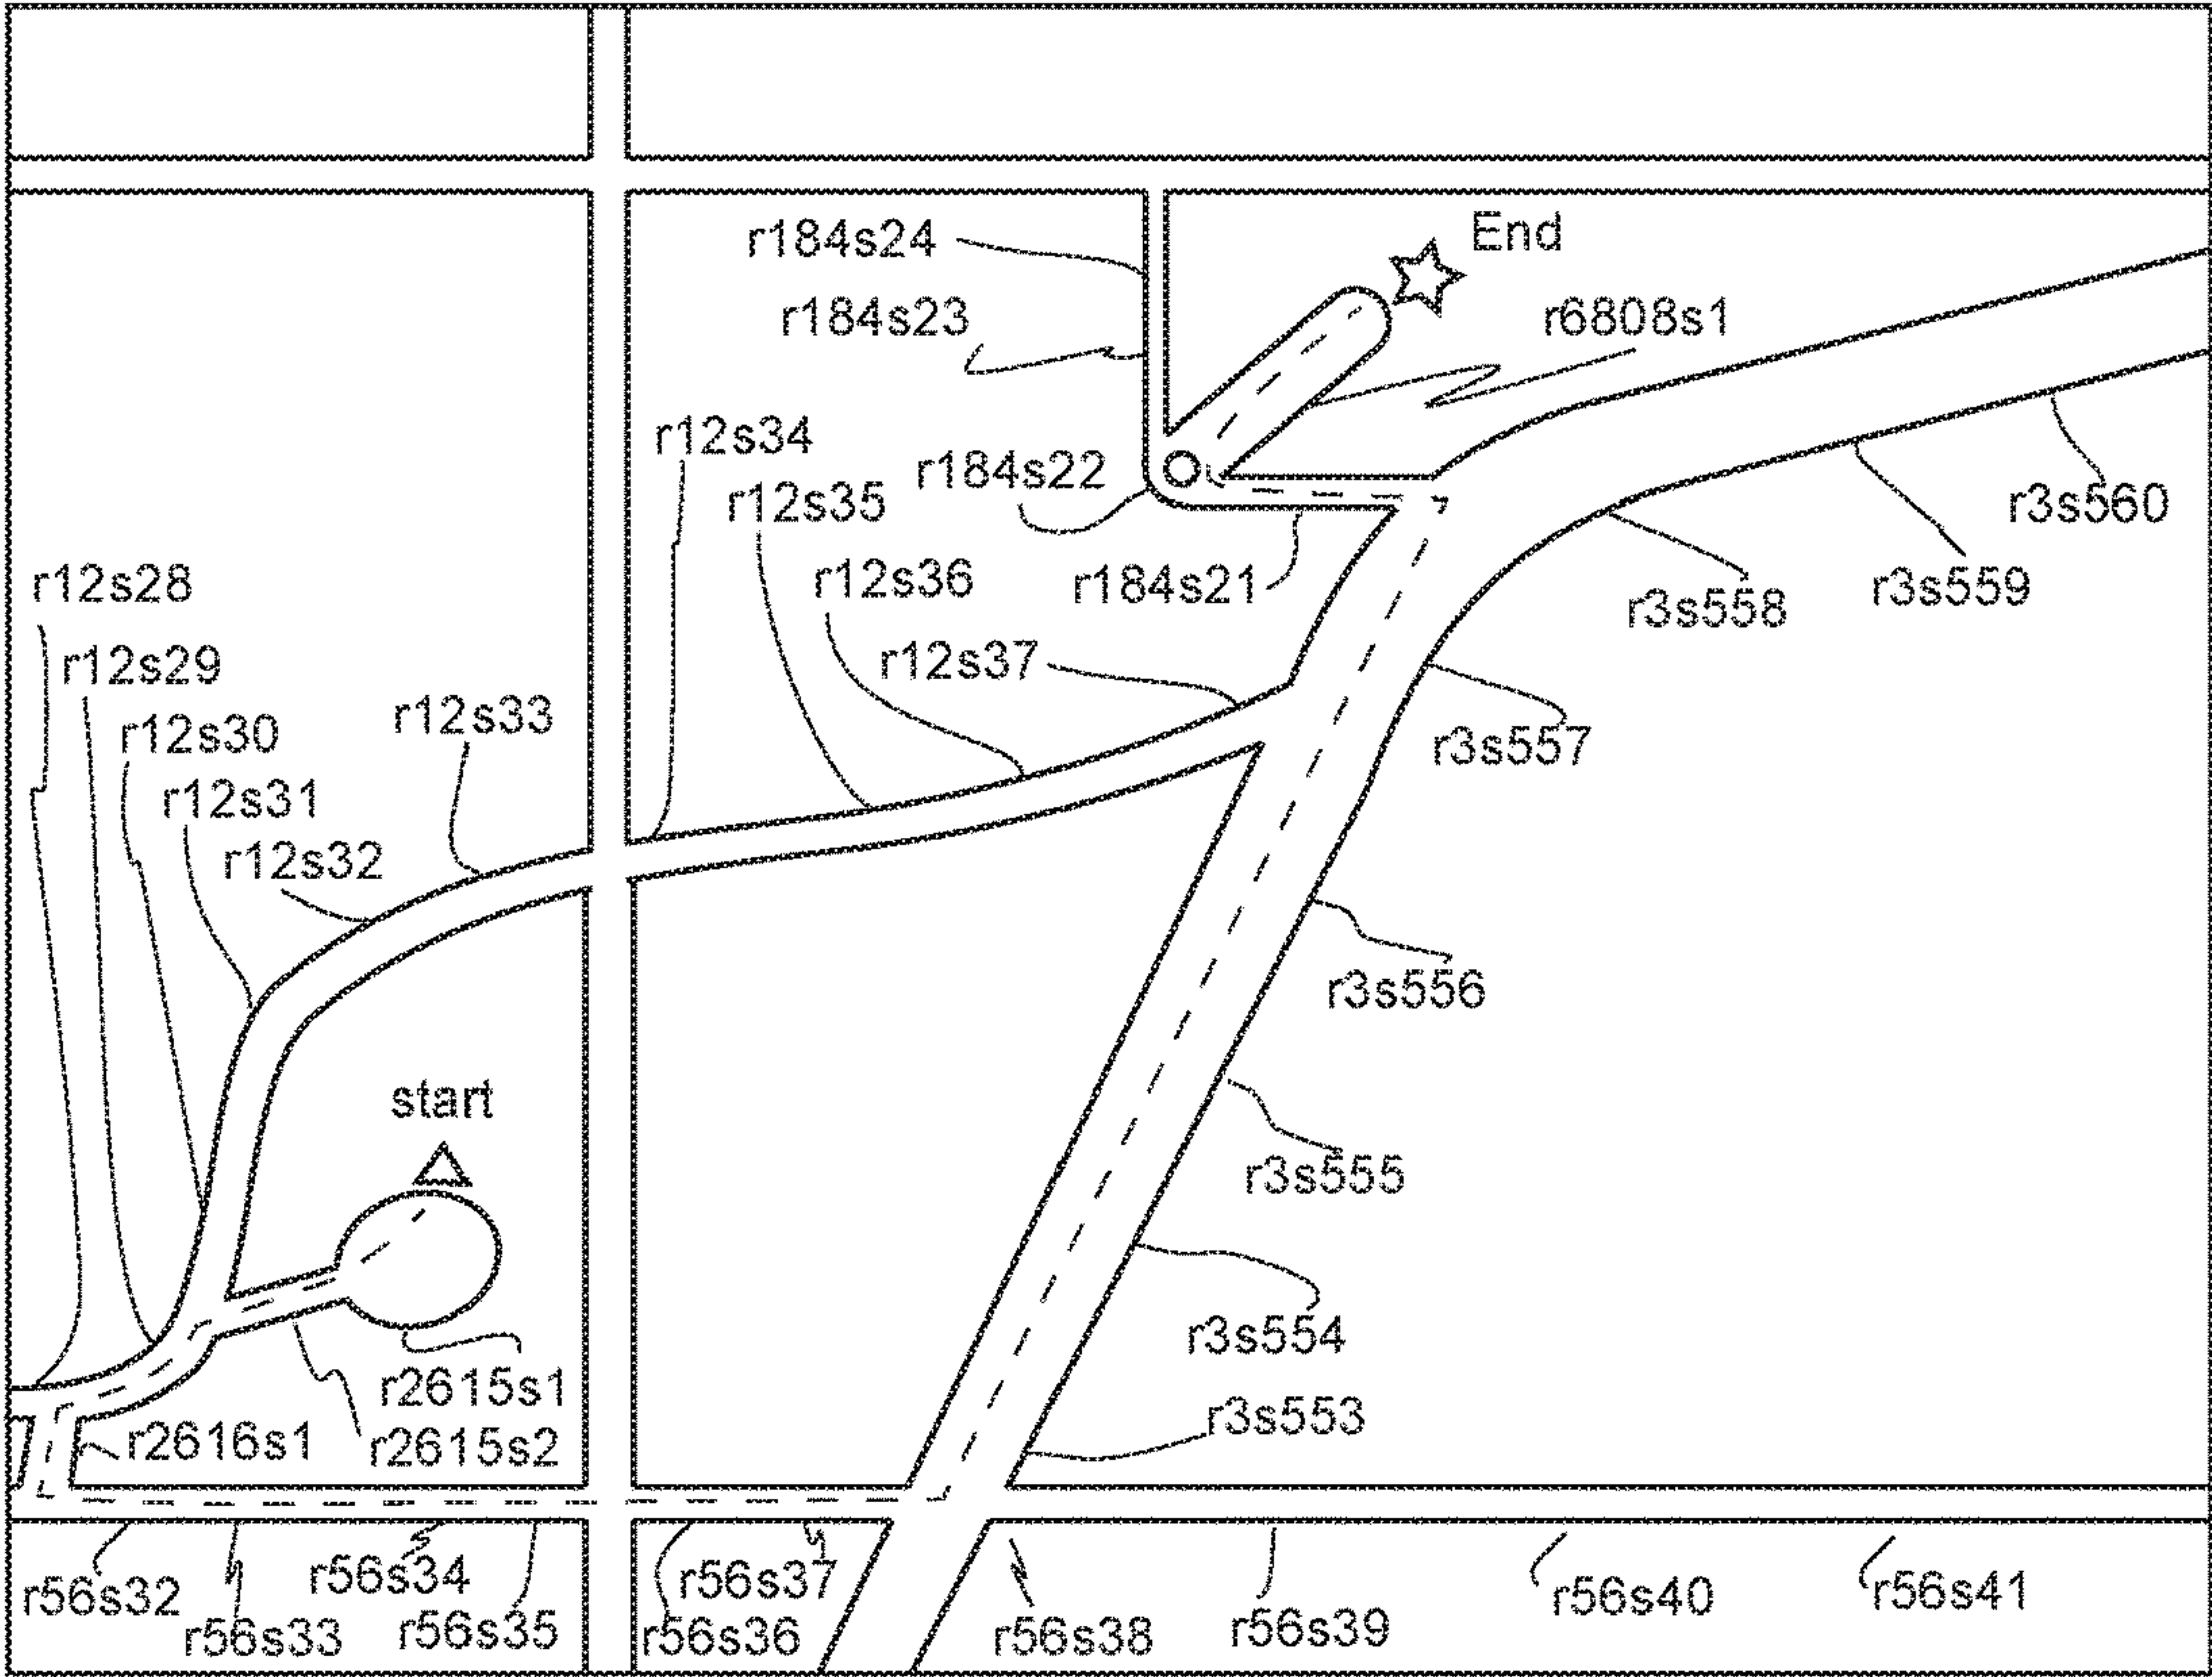 r184s24
End
r184s23
r6808s1
r12s34
r184s22
r12s35
r3s560
r12s28
r12s36
r184s21
r3s559
r3s558
r12s29
r12s37
r12s30
r12s33
r3s557
r12s31
r12s32
r3s556
start
r3s555
r3s554
r2615s1
r3s553
r2616s1
r2615s2
r56s32
r56s34
r56s37
r56s40
r56s41
r56s33
r56s35
r56s36
r56s38
r56s39